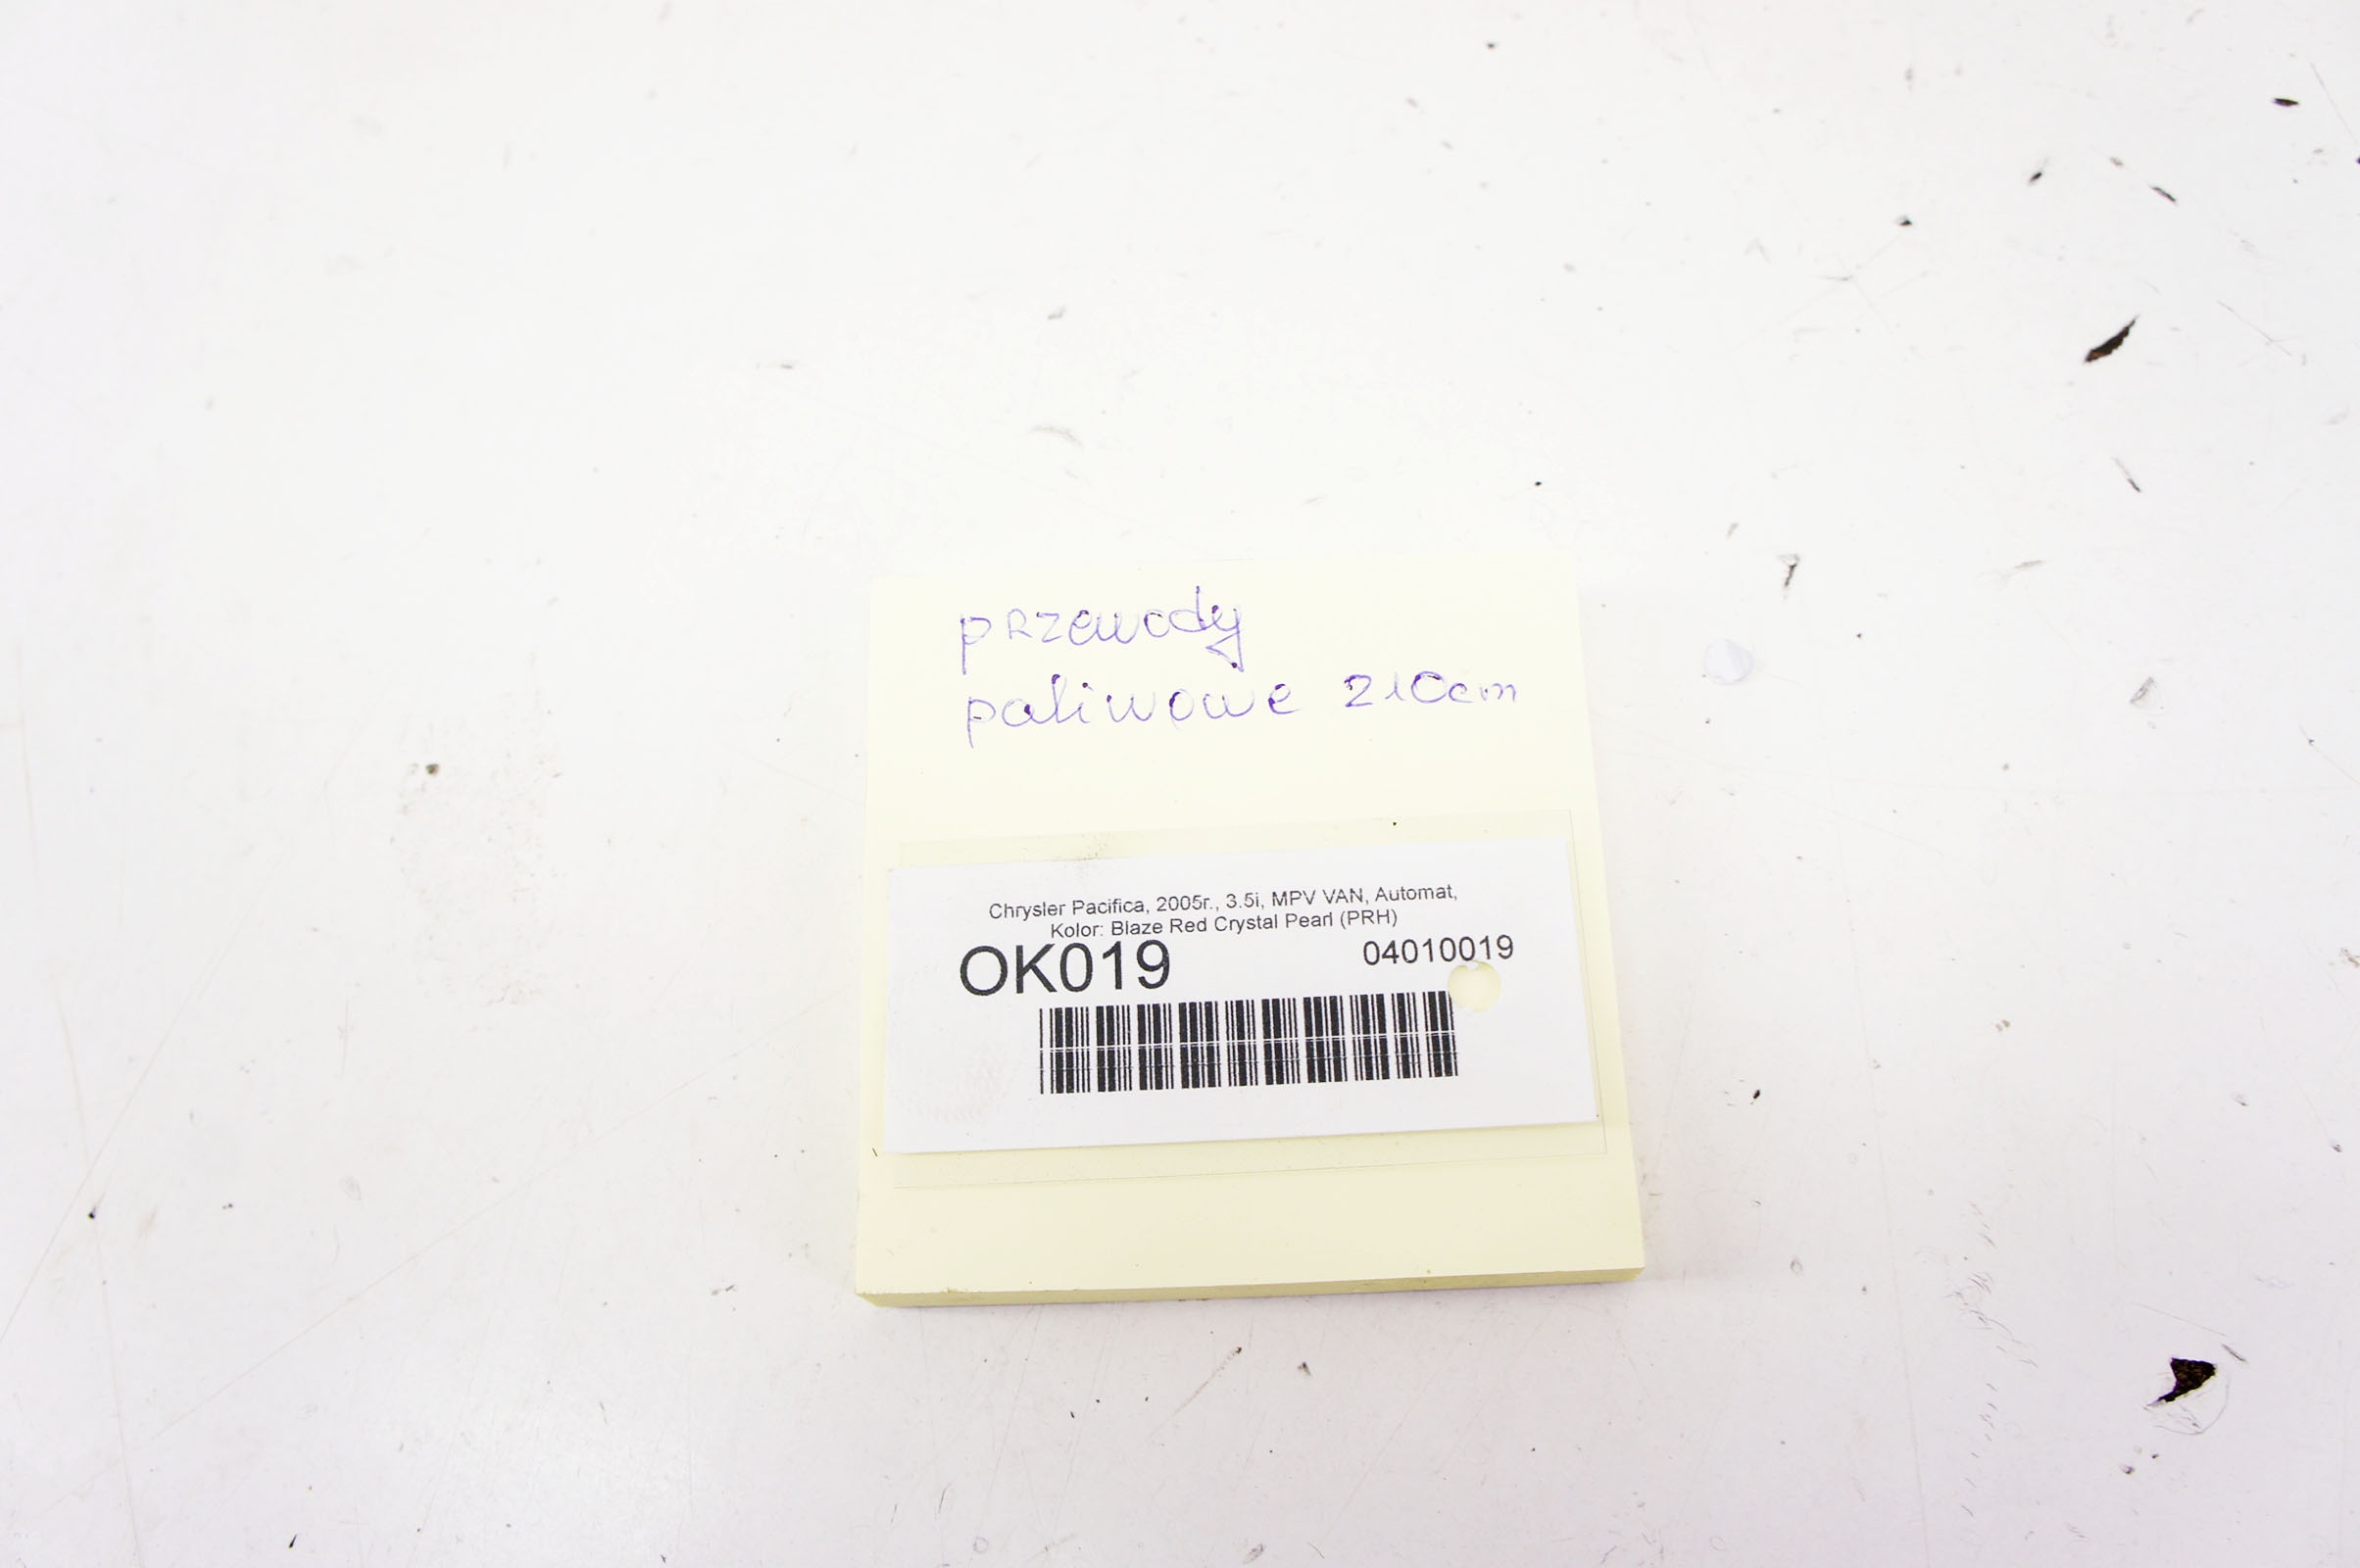 przewody
paliwowe 210cm
Chrysler Pacifica, 2005r., 3.5i, MPV VAN, Automat,
Kolor: Blaze Red Crystal Pearl (PRH)
OK019 04010019